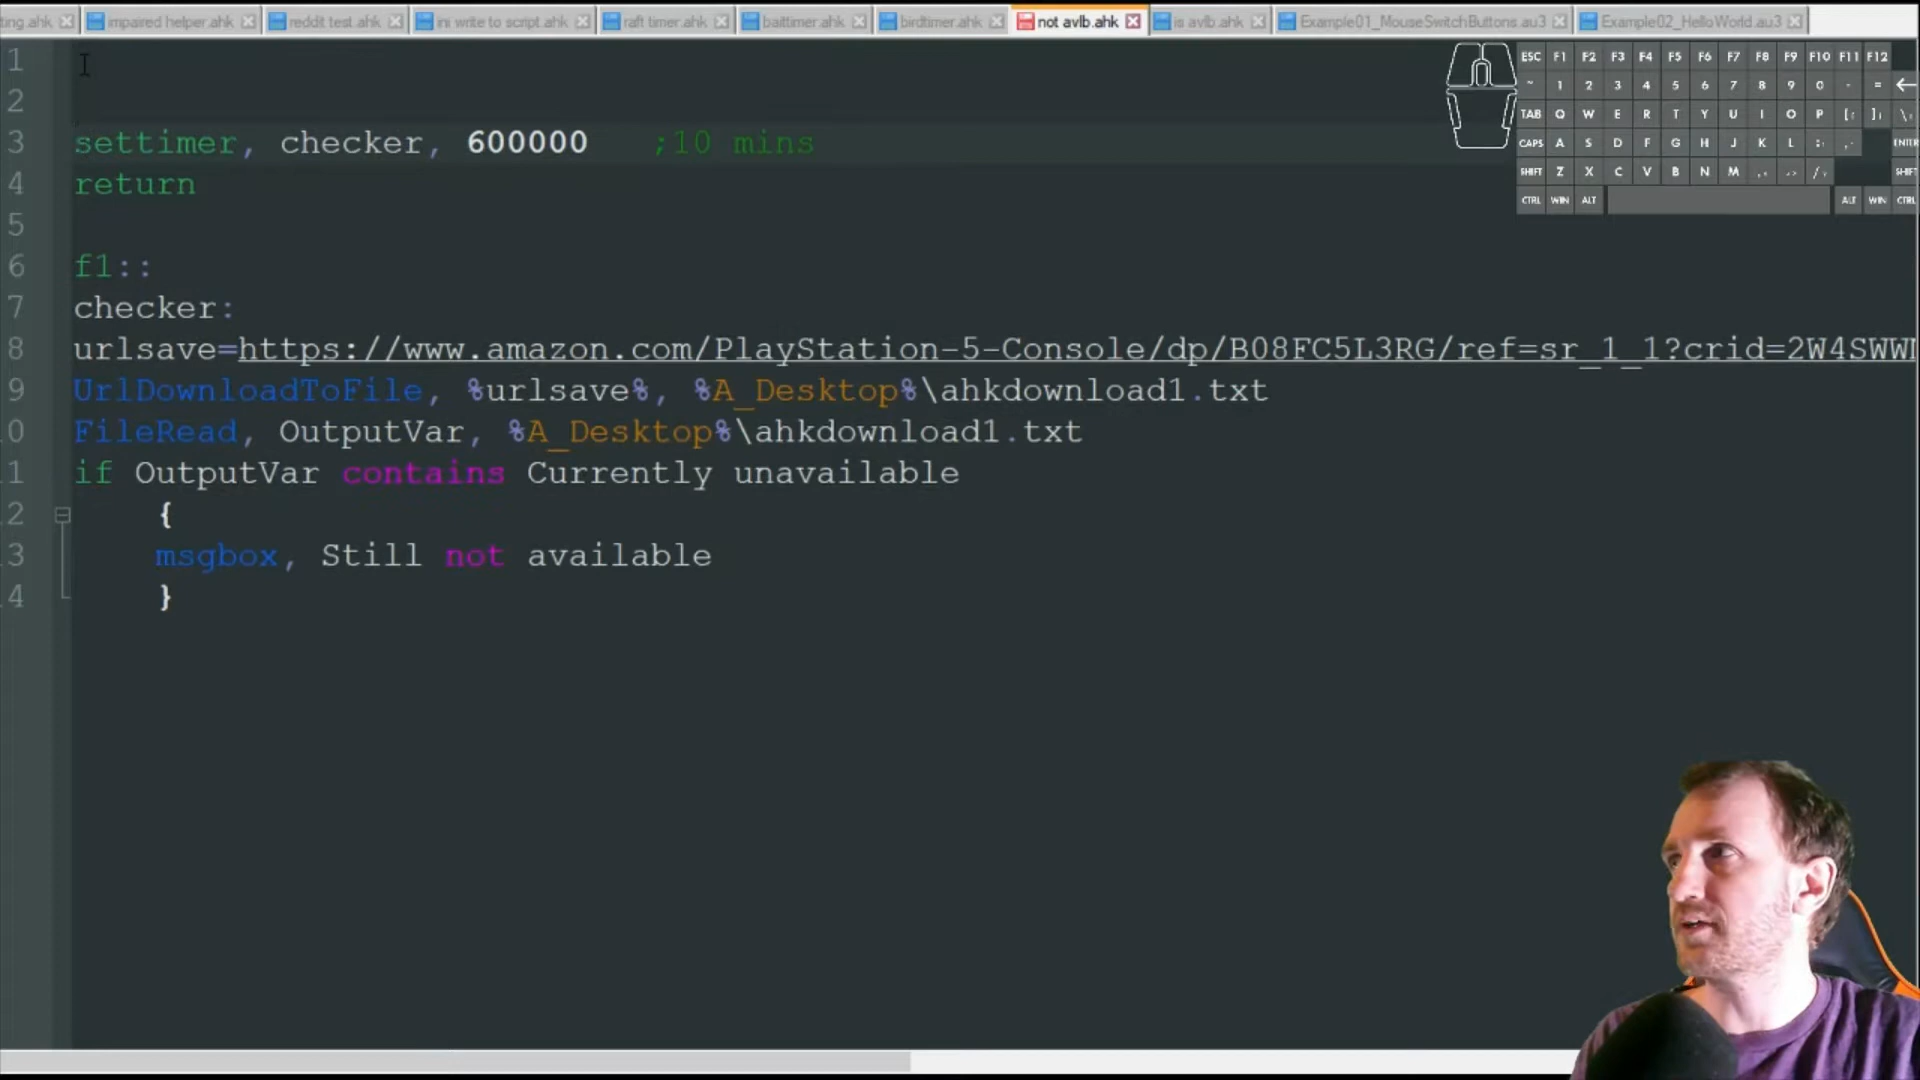 ting.ahk
impaired helper.ahk
reddit test.ahk
ini write to script.ahk
raft timer.ahk
baittimer.ahk
birdtimer.ahk
not avlb.ahk
is avlb.ahk
Example01_MouseSwitchButtons.au3
Example02_HelloWorld.au3
ESC F1 F2 F3 F4 F5 F6 F7 F8 F9 F10 F11 F12
~ 1 2 3 4 5 6 7 8 9 0 - = ←
TAB Q W E R T Y U I O P [{ ]} \
CAPS A S D F G H J K L ENTER
SHIFT Z X C V B N M SHIFT
CTRL WIN ALT ALT WIN CTRL
1
2
3 settimer, checker, 600000 ;10 mins
4 return
5
6 f1::
7 checker:
8 urlsave=https://www.amazon.com/PlayStation-5-Console/dp/B08FC5L3RG/ref=sr_1_1?crid=2W4SWW
9 UrlDownloadToFile, %urlsave%, %A_Desktop%\ahkdownload1.txt
0 FileRead, OutputVar, %A_Desktop%\ahkdownload1.txt
1 if OutputVar contains Currently unavailable
2 {
3 msgbox, Still not available
4 }